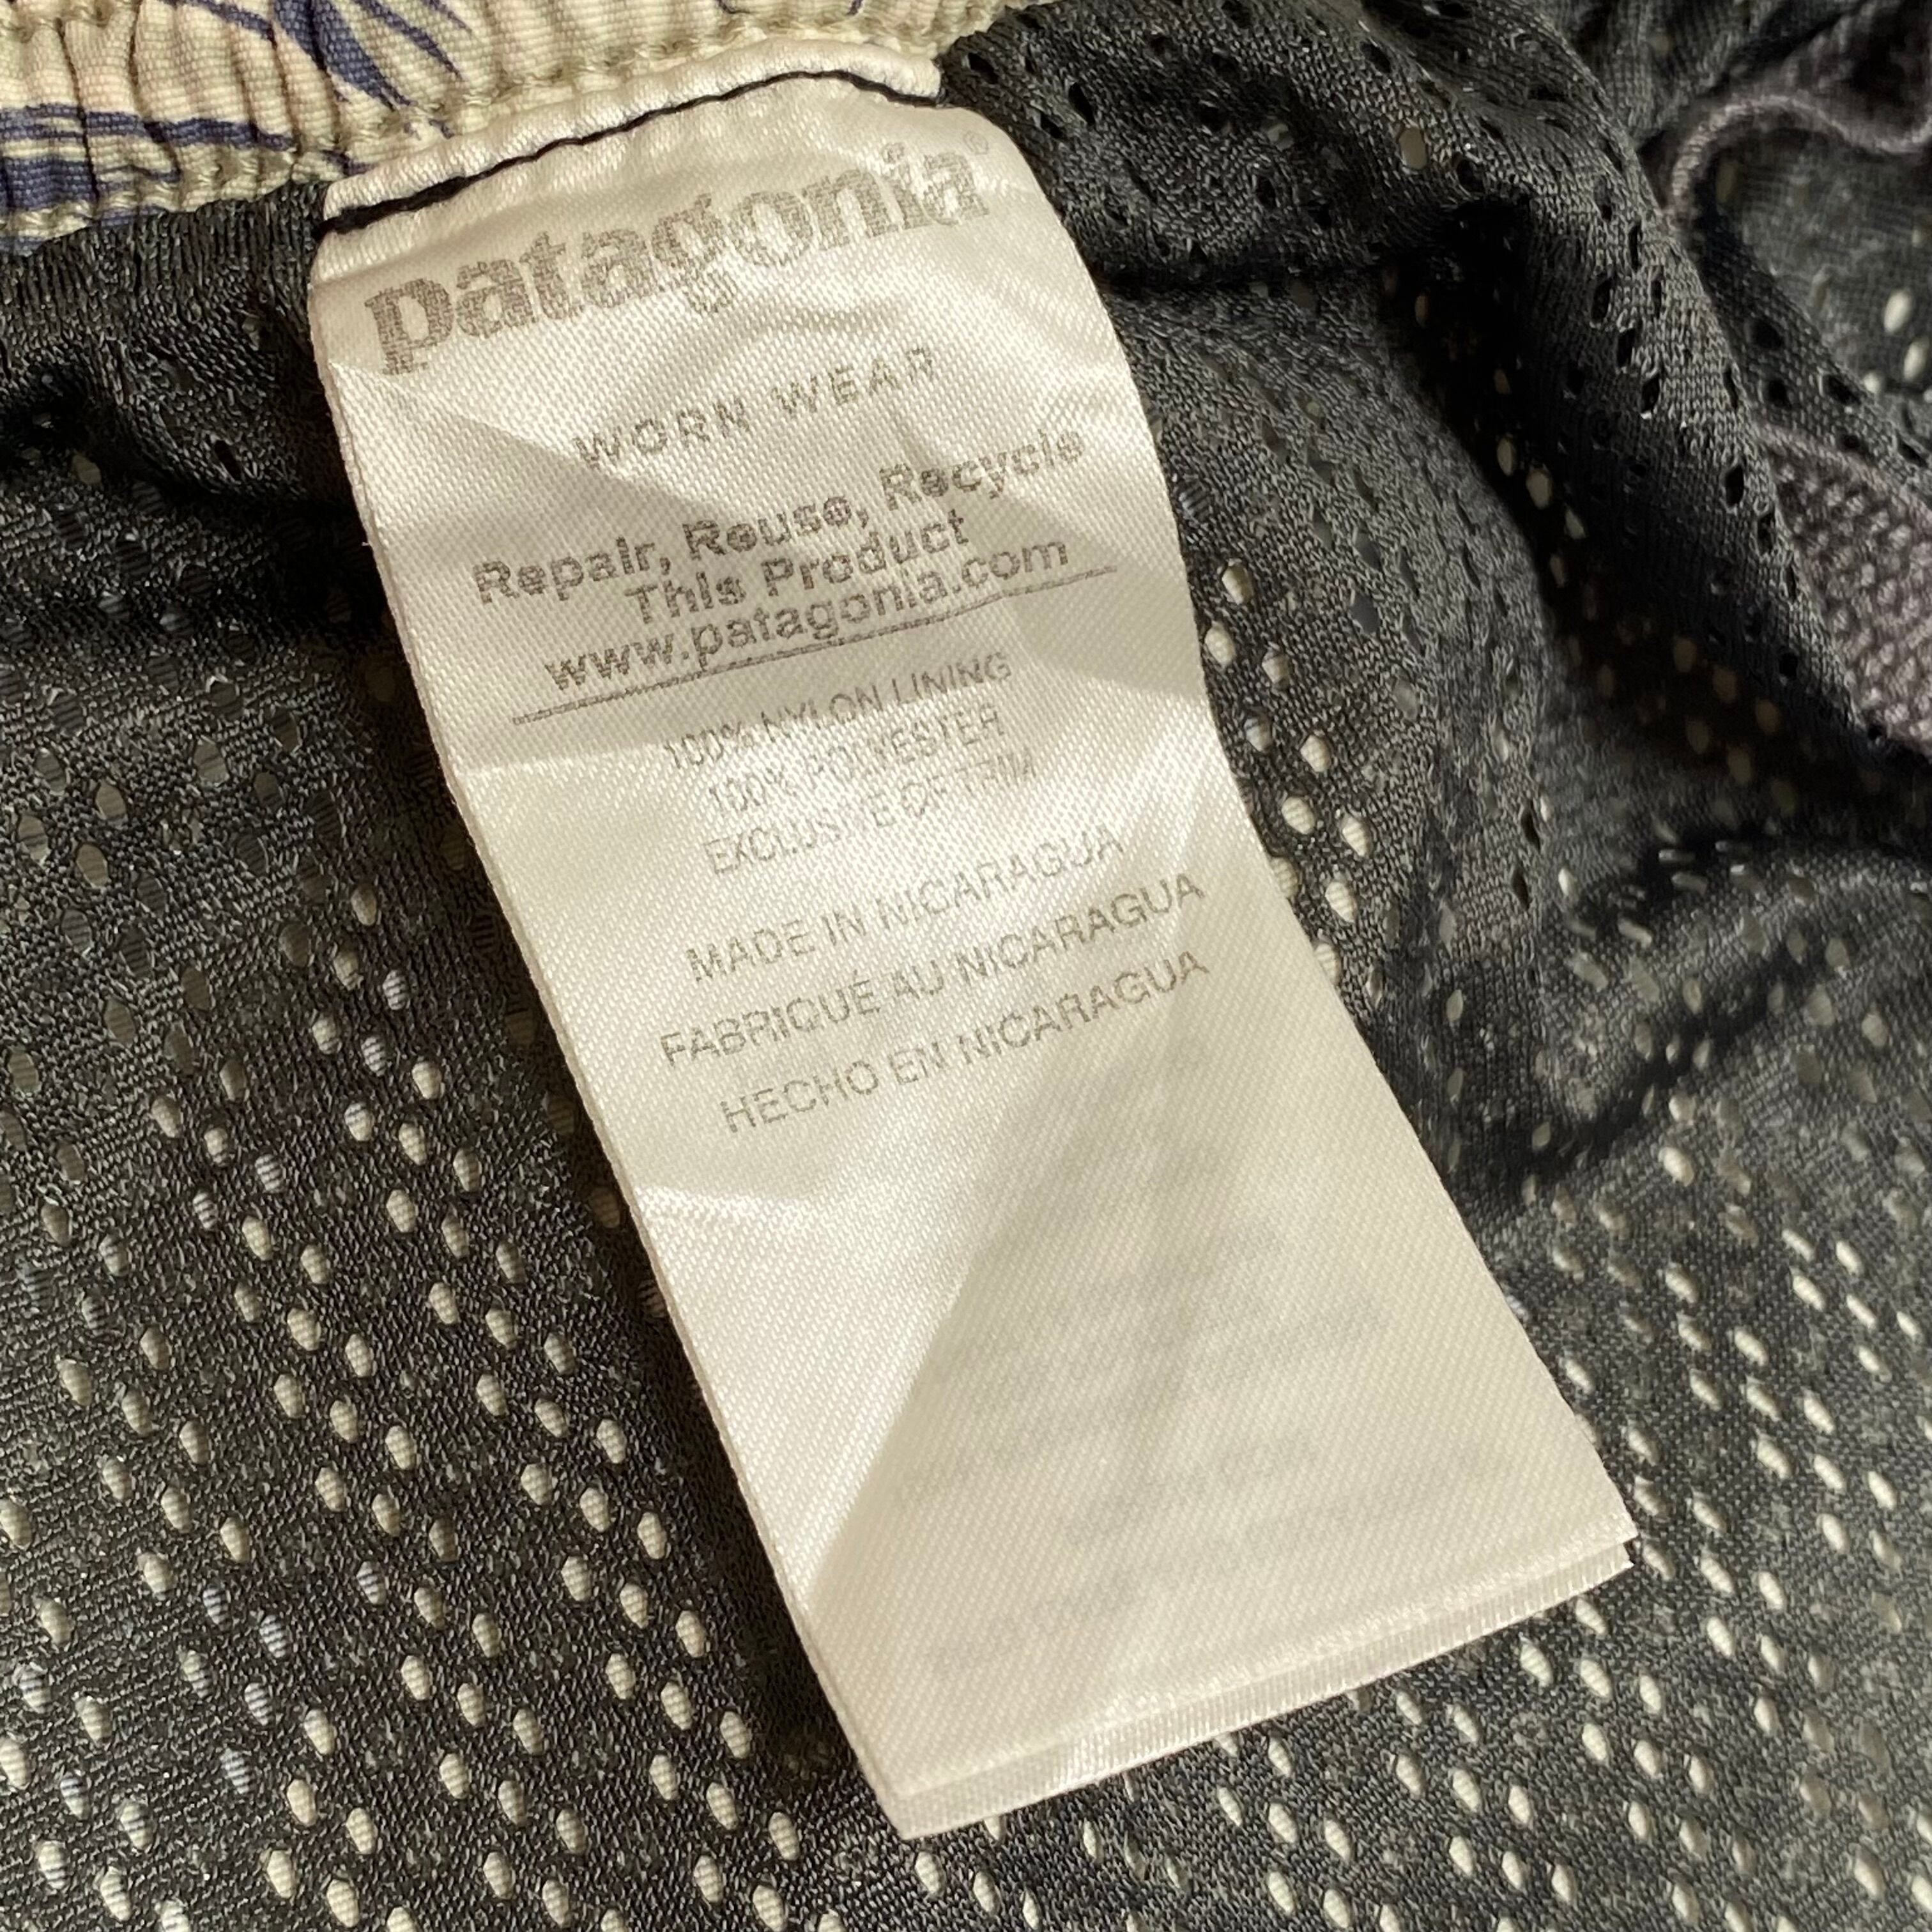 patagonia®
WORN WEAR
Repair, Reuse, Recycle
This Product
www.patagonia.com
100% NYLON LINING
100% POLYESTER
EXCLUSIVE OF TRIM
MADE IN NICARAGUA
FABRIQUÉ AU NICARAGUA
HECHO EN NICARAGUA